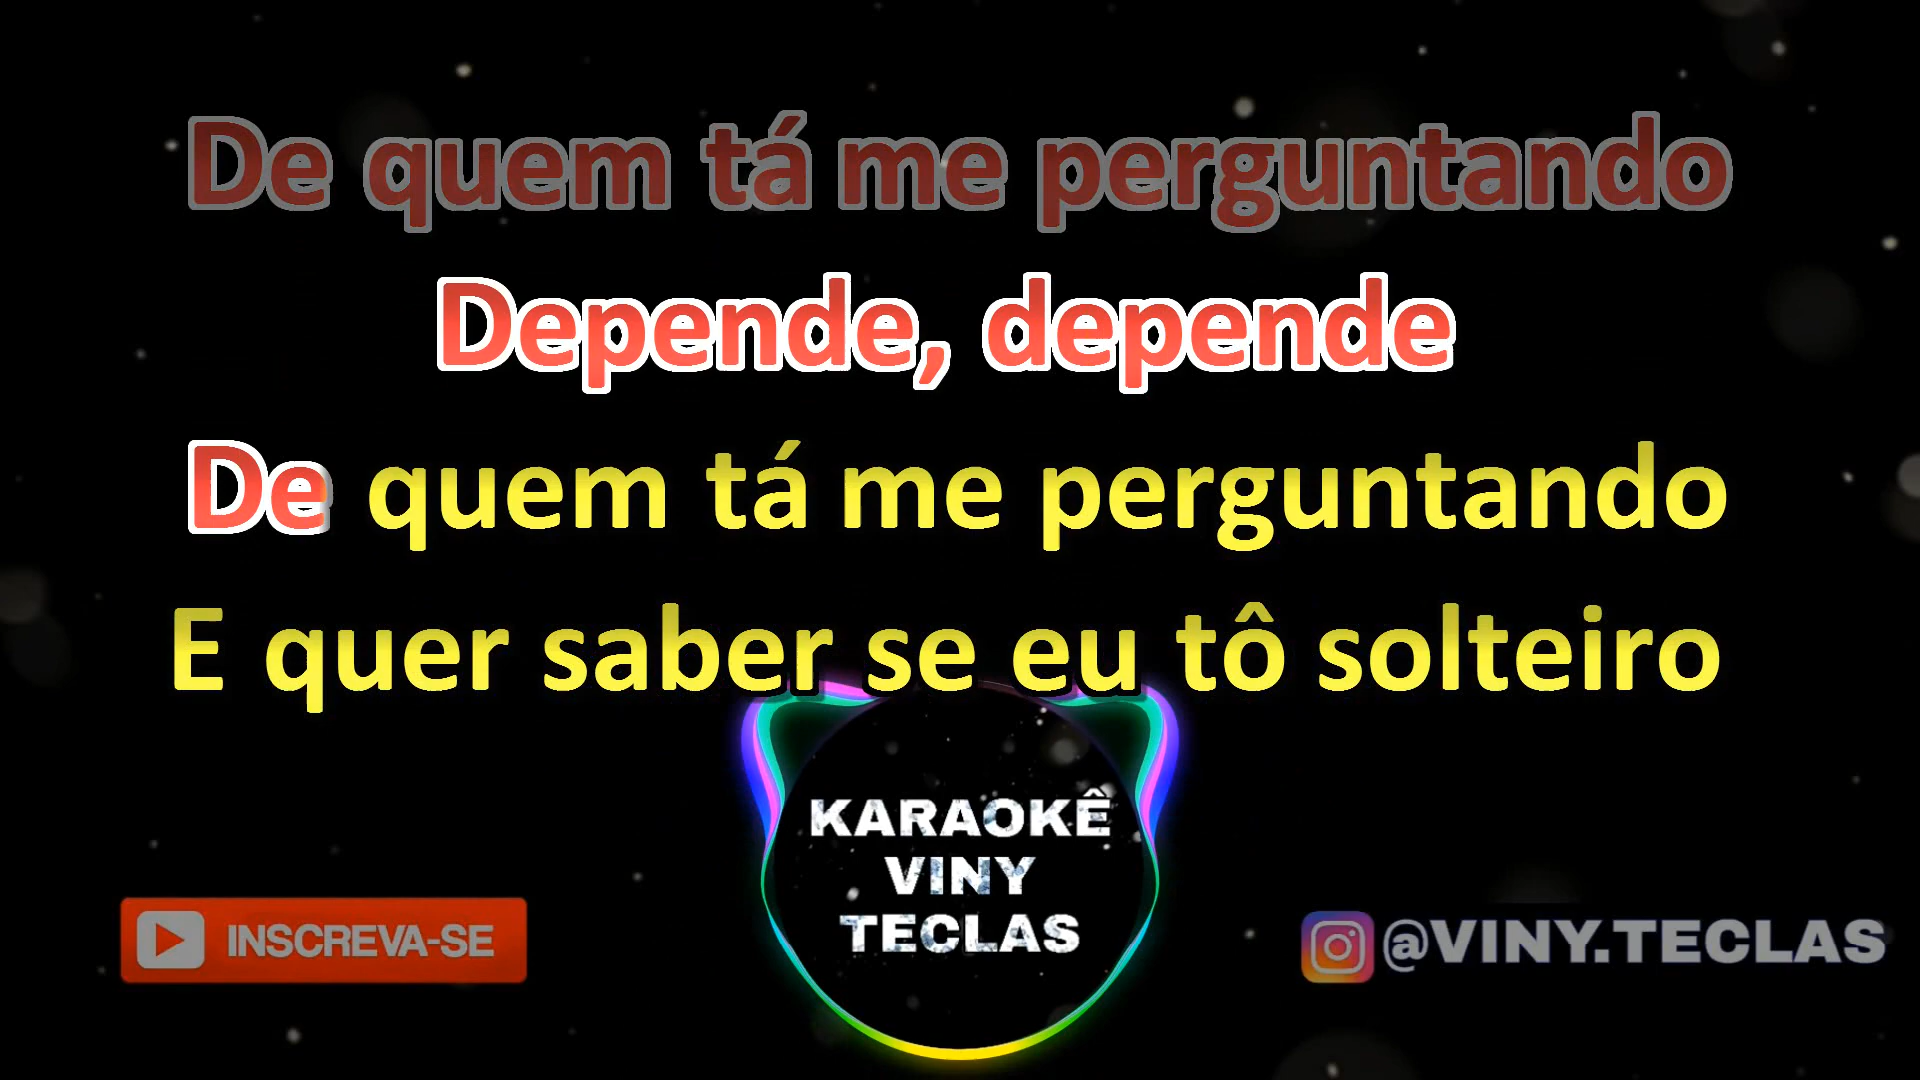 De quem tá me perguntando
Depende, depende
De quem tá me perguntando
E quer saber se eu tô solteiro
KARAOKÊ
VINY
TECLAS
INSCREVA-SE
@VINY.TECLAS